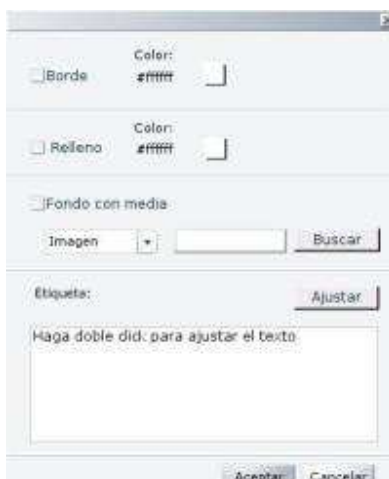 Color:
Borde #ffffff
Color:
Relleno #ffffff
Fondo con media
Imagen Buscar
Etiqueta: Ajustar
Haga doble click para ajustar el texto
Aceptar Cancelar